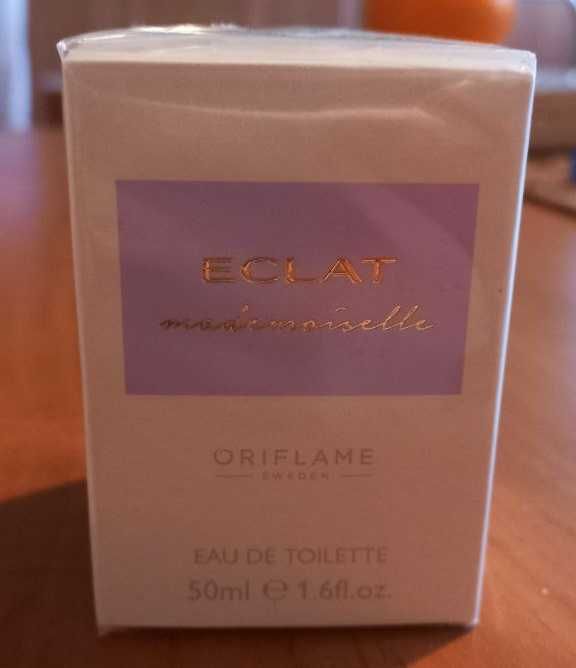 ECLAT
mademoiselle
ORIFLAME
SWEDEN
EAU DE TOILETTE
50ml ℮ 1.6fl.oz.